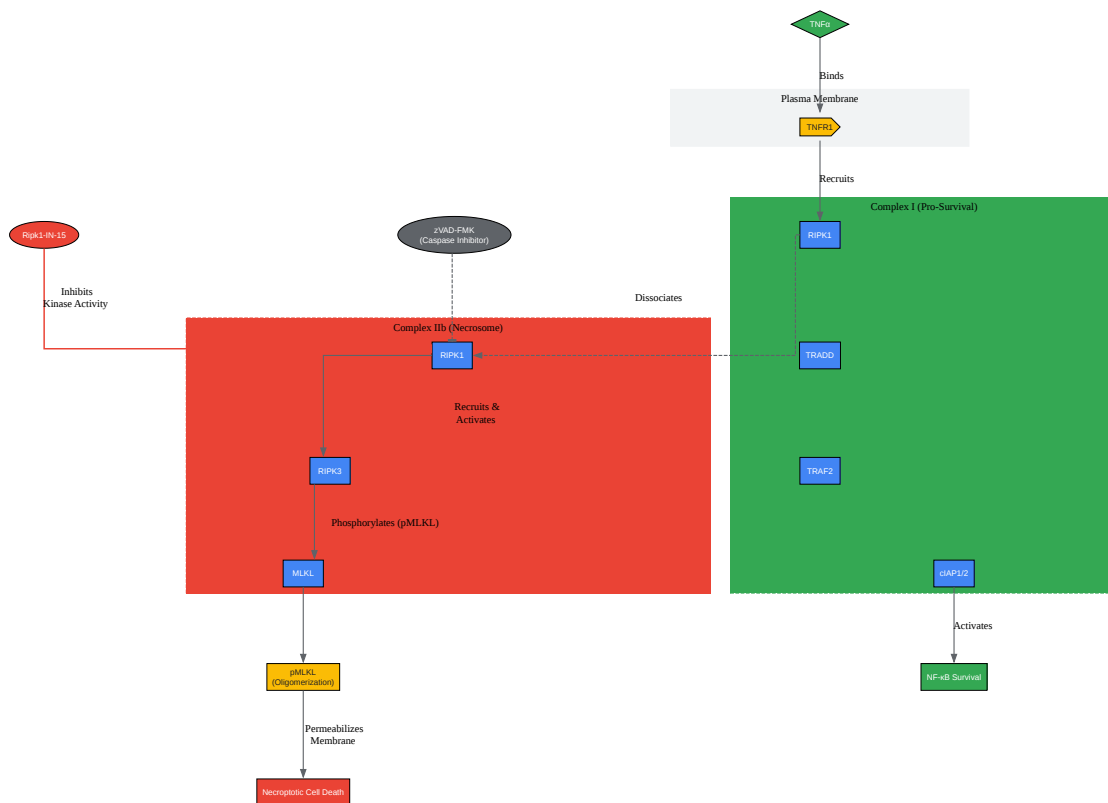 TNFα
Binds
Plasma Membrane
TNFR1
Recruits
Complex I (Pro-Survival)
Ripk1-IN-15
zVAD-FMK
(Caspase Inhibitor)
RIPK1
Inhibits
Kinase Activity
Dissociates
Complex IIb (Necrosome)
RIPK1
TRADD
Recruits &
Activates
RIPK3
TRAF2
Phosphorylates (pMLKL)
MLKL
cIAP1/2
Activates
pMLKL
(Oligomerization)
NF-κB Survival
Permeabilizes
Membrane
Necroptotic Cell Death